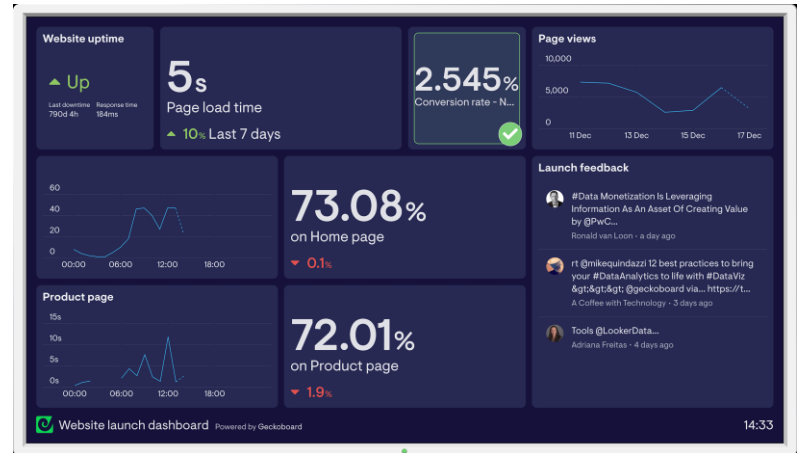 Website uptime
Up
Last downtime Response time
790d 4h 184ms
5s
Page load time
10% Last 7 days
2.545%
Conversion rate - N...
Page views
10,000
5,000
0
11 Dec 13 Dec 15 Dec 17 Dec
60
40
20
0
00:00 06:00 12:00 18:00
73.08%
on Home page
0.1%
Launch feedback
#Data Monetization Is Leveraging
Information As An Asset Of Creating Value
by @PwC...
Ronald van Loon - a day ago
rt @mikequindazzi 12 best practices to bring
your #DataAnalytics to life with #DataViz
&gt;&gt;&gt; @geckoboard via... https://t...
A Coffee with Technology • 3 days ago
Tools @LookerData...
Adriana Freitas - 4 days ago
Product page
15s
10s
5s
0s
00:00 06:00 12:00 18:00
72.01%
on Product page
1.9%
Website launch dashboard Powered by Geckoboard
14:33